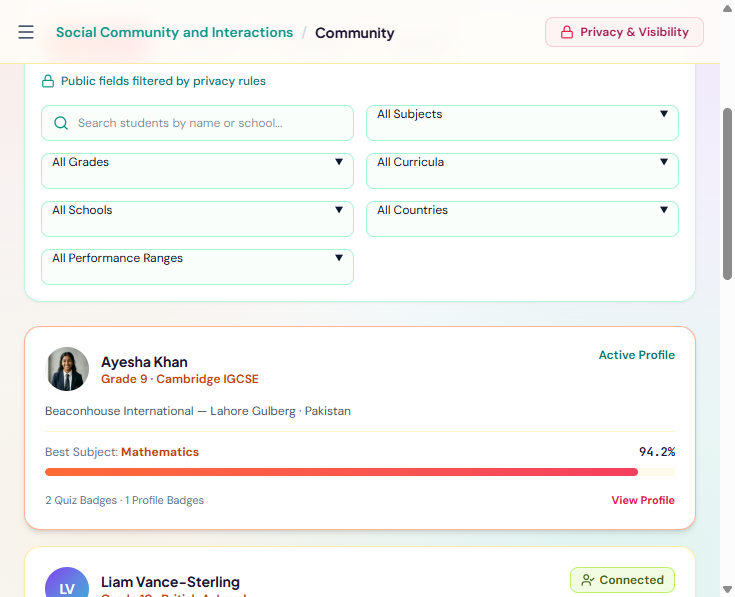 Social Community and Interactions / Community
Privacy & Visibility
Public fields filtered by privacy rules
Search students by name or school...
All Subjects
All Grades
All Curricula
All Schools
All Countries
All Performance Ranges
Ayesha Khan
Active Profile
Grade 9 · Cambridge IGCSE
Beaconhouse International — Lahore Gulberg · Pakistan
Best Subject: Mathematics
94.2%
2 Quiz Badges · 1 Profile Badges
View Profile
LV
Liam Vance-Sterling
Connected